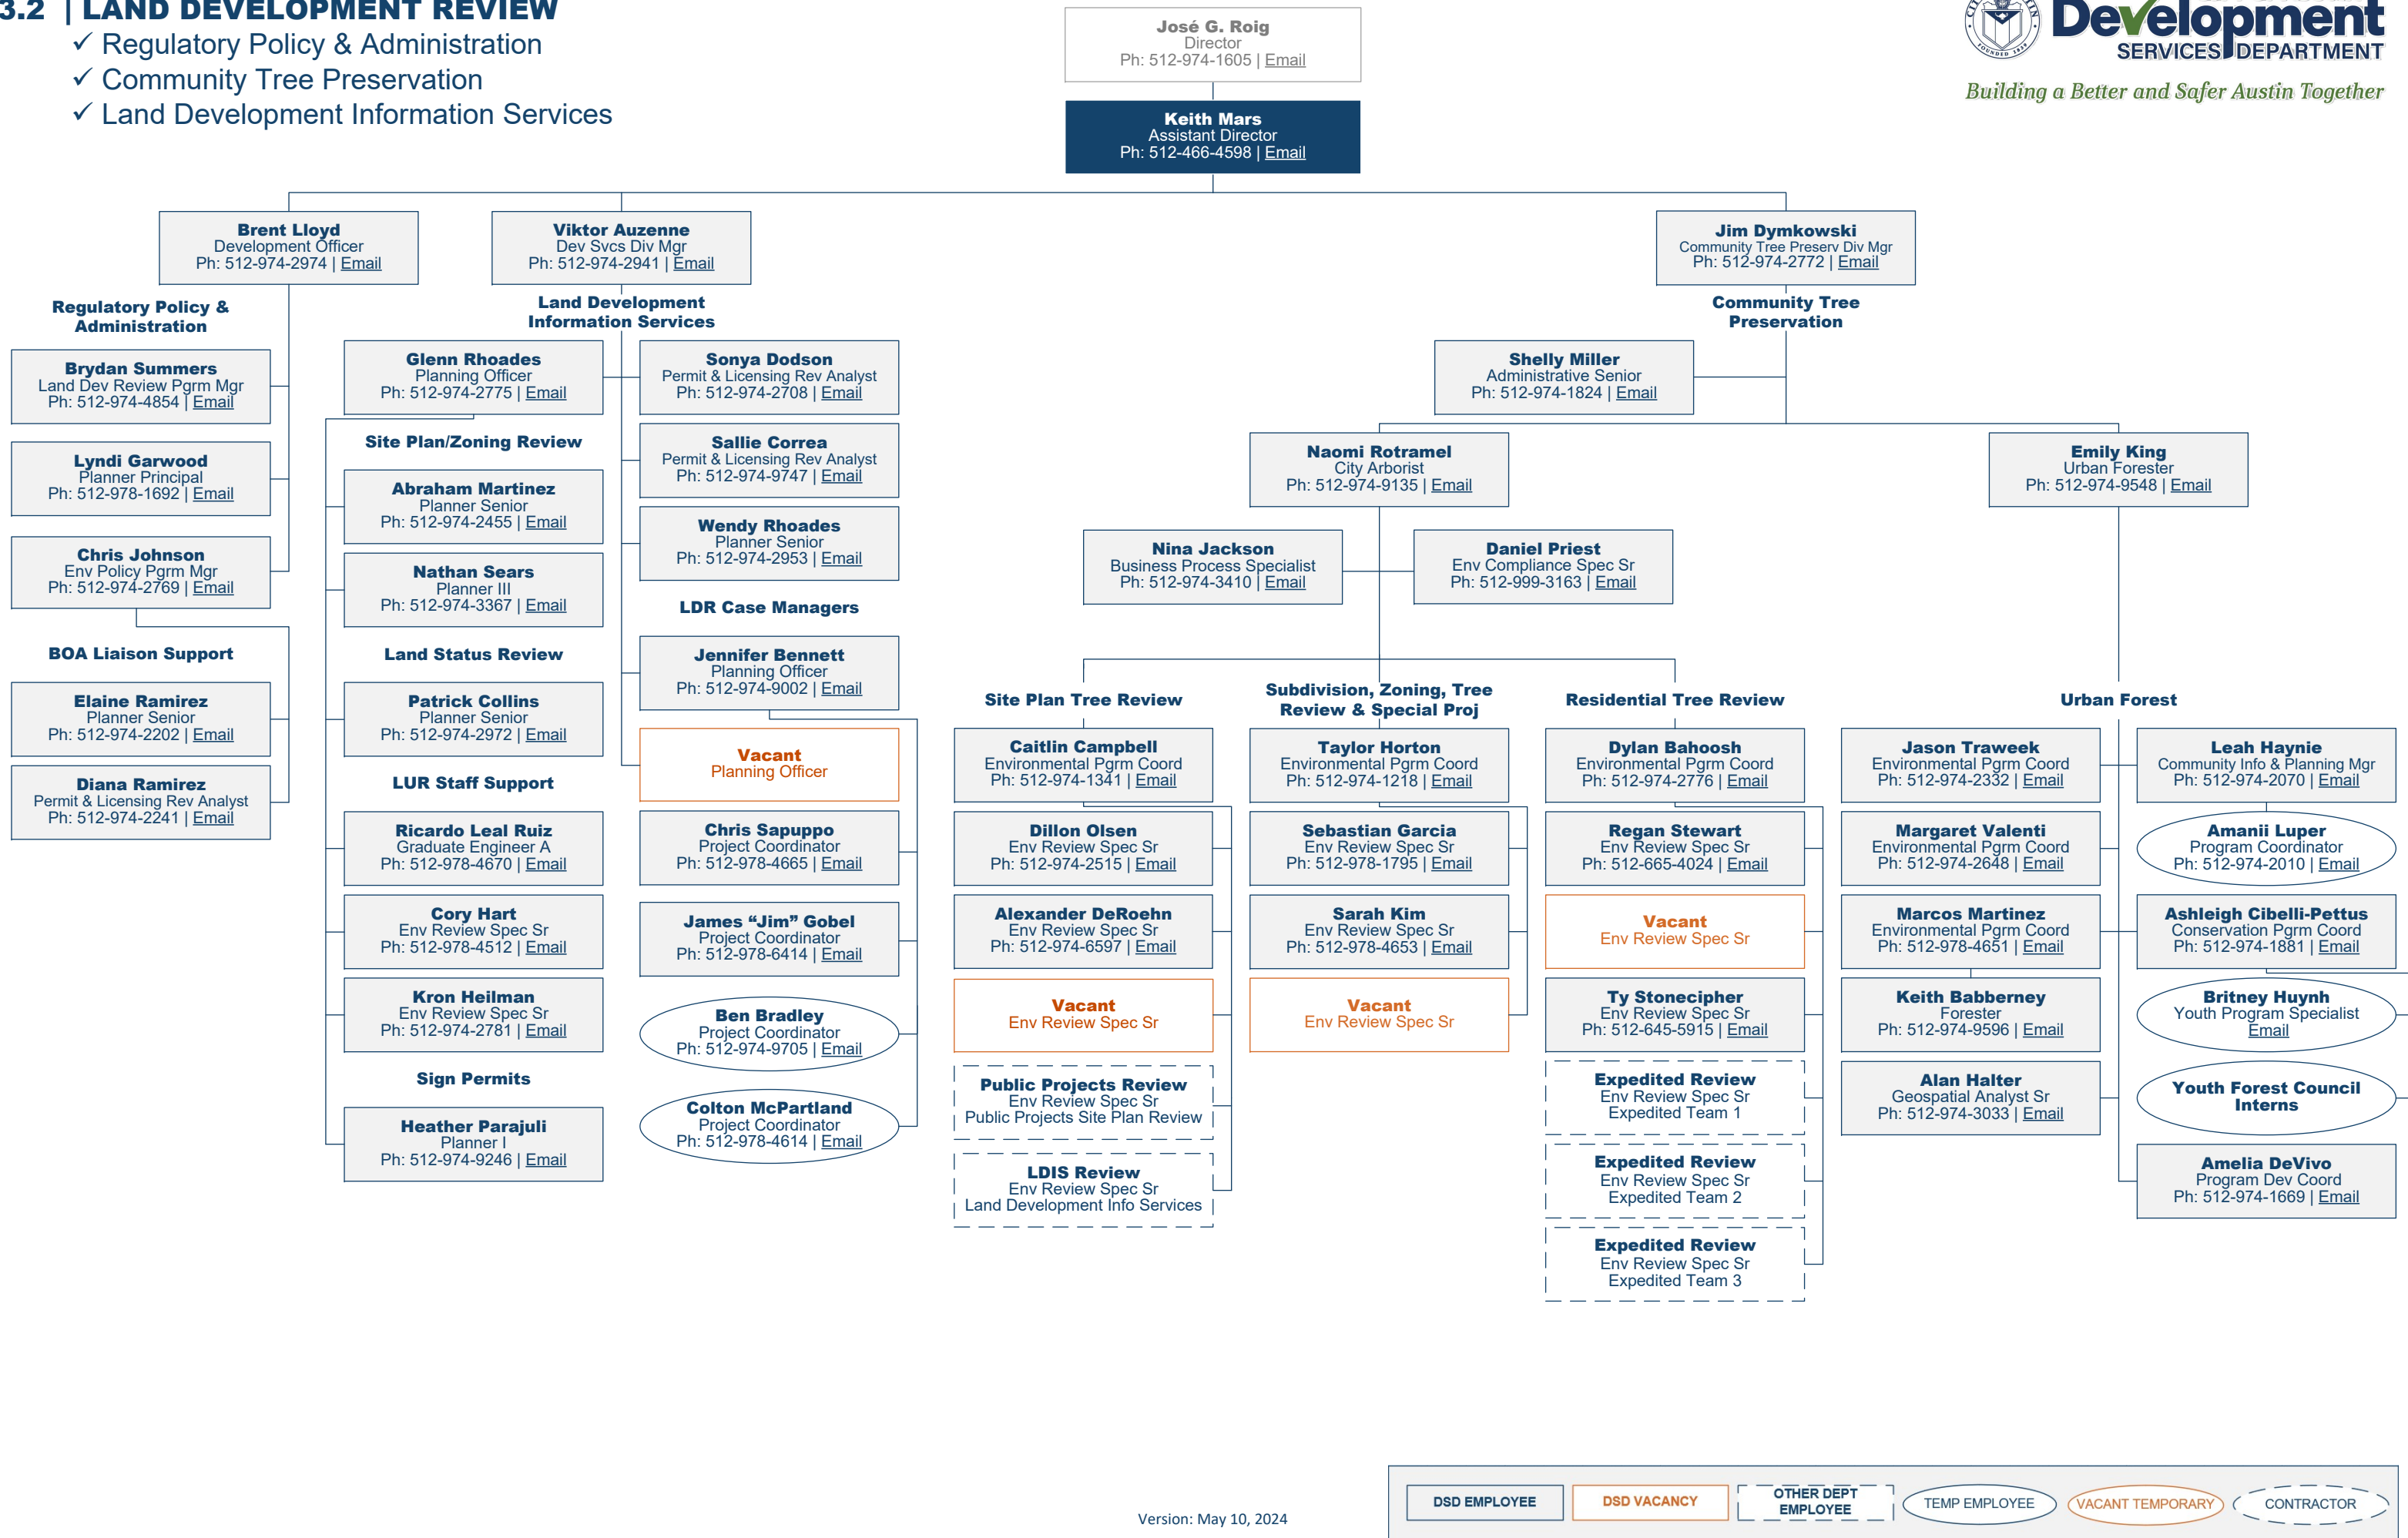 3.2 | LAND DEVELOPMENT REVIEW
✓ Regulatory Policy & Administration
✓ Community Tree Preservation
✓ Land Development Information Services
Development
SERVICES DEPARTMENT
Building a Better and Safer Austin Together
FOUNDED 1839
José G. Roig
Director
Ph: 512-974-1605 | Email
Keith Mars
Assistant Director
Ph: 512-466-4598 | Email
Brent Lloyd
Development Officer
Ph: 512-974-2974 | Email
Viktor Auzenne
Dev Svcs Div Mgr
Ph: 512-974-2941 | Email
Jim Dymkowski
Community Tree Preserv Div Mgr
Ph: 512-974-2772 | Email
Regulatory Policy &
Administration
Brydan Summers
Land Dev Review Pgrm Mgr
Ph: 512-974-4854 | Email
Lyndi Garwood
Planner Principal
Ph: 512-978-1692 | Email
Chris Johnson
Env Policy Pgrm Mgr
Ph: 512-974-2769 | Email
BOA Liaison Support
Elaine Ramirez
Planner Senior
Ph: 512-974-2202 | Email
Diana Ramirez
Permit & Licensing Rev Analyst
Ph: 512-974-2241 | Email
Land Development
Information Services
Glenn Rhoades
Planning Officer
Ph: 512-974-2775 | Email
Site Plan/Zoning Review
Abraham Martinez
Planner Senior
Ph: 512-974-2455 | Email
Nathan Sears
Planner III
Ph: 512-974-3367 | Email
Land Status Review
Patrick Collins
Planner Senior
Ph: 512-974-2972 | Email
LUR Staff Support
Ricardo Leal Ruiz
Graduate Engineer A
Ph: 512-978-4670 | Email
Cory Hart
Env Review Spec Sr
Ph: 512-978-4512 | Email
Kron Heilman
Env Review Spec Sr
Ph: 512-974-2781 | Email
Sign Permits
Heather Parajuli
Planner I
Ph: 512-974-9246 | Email
Sonya Dodson
Permit & Licensing Rev Analyst
Ph: 512-974-2708 | Email
Sallie Correa
Permit & Licensing Rev Analyst
Ph: 512-974-9747 | Email
Wendy Rhoades
Planner Senior
Ph: 512-974-2953 | Email
LDR Case Managers
Jennifer Bennett
Planning Officer
Ph: 512-974-9002 | Email
Vacant
Planning Officer
Chris Sapuppo
Project Coordinator
Ph: 512-978-4665 | Email
James “Jim” Gobel
Project Coordinator
Ph: 512-978-6414 | Email
Ben Bradley
Project Coordinator
Ph: 512-974-9705 | Email
Colton McPartland
Project Coordinator
Ph: 512-978-4614 | Email
Community Tree
Preservation
Shelly Miller
Administrative Senior
Ph: 512-974-1824 | Email
Naomi Rotramel
City Arborist
Ph: 512-974-9135 | Email
Emily King
Urban Forester
Ph: 512-974-9548 | Email
Nina Jackson
Business Process Specialist
Ph: 512-974-3410 | Email
Daniel Priest
Env Compliance Spec Sr
Ph: 512-999-3163 | Email
Site Plan Tree Review
Caitlin Campbell
Environmental Pgrm Coord
Ph: 512-974-1341 | Email
Dillon Olsen
Env Review Spec Sr
Ph: 512-974-2515 | Email
Alexander DeRoehn
Env Review Spec Sr
Ph: 512-974-6597 | Email
Vacant
Env Review Spec Sr
Public Projects Review
Env Review Spec Sr
Public Projects Site Plan Review
LDIS Review
Env Review Spec Sr
Land Development Info Services
Subdivision, Zoning, Tree
Review & Special Proj
Taylor Horton
Environmental Pgrm Coord
Ph: 512-974-1218 | Email
Sebastian Garcia
Env Review Spec Sr
Ph: 512-978-1795 | Email
Sarah Kim
Env Review Spec Sr
Ph: 512-978-4653 | Email
Vacant
Env Review Spec Sr
Residential Tree Review
Dylan Bahoosh
Environmental Pgrm Coord
Ph: 512-974-2776 | Email
Regan Stewart
Env Review Spec Sr
Ph: 512-665-4024 | Email
Vacant
Env Review Spec Sr
Ty Stonecipher
Env Review Spec Sr
Ph: 512-645-5915 | Email
Expedited Review
Env Review Spec Sr
Expedited Team 1
Expedited Review
Env Review Spec Sr
Expedited Team 2
Expedited Review
Env Review Spec Sr
Expedited Team 3
Urban Forest
Jason Traweek
Environmental Pgrm Coord
Ph: 512-974-2332 | Email
Margaret Valenti
Environmental Pgrm Coord
Ph: 512-974-2648 | Email
Marcos Martinez
Environmental Pgrm Coord
Ph: 512-978-4651 | Email
Keith Babberney
Forester
Ph: 512-974-9596 | Email
Alan Halter
Geospatial Analyst Sr
Ph: 512-974-3033 | Email
Leah Haynie
Community Info & Planning Mgr
Ph: 512-974-2070 | Email
Amanii Luper
Program Coordinator
Ph: 512-974-2010 | Email
Ashleigh Cibelli-Pettus
Conservation Pgrm Coord
Ph: 512-974-1881 | Email
Britney Huynh
Youth Program Specialist
Email
Youth Forest Council
Interns
Amelia DeVivo
Program Dev Coord
Ph: 512-974-1669 | Email
Version: May 10, 2024
DSD EMPLOYEE
DSD VACANCY
OTHER DEPT
EMPLOYEE
TEMP EMPLOYEE
VACANT TEMPORARY
CONTRACTOR